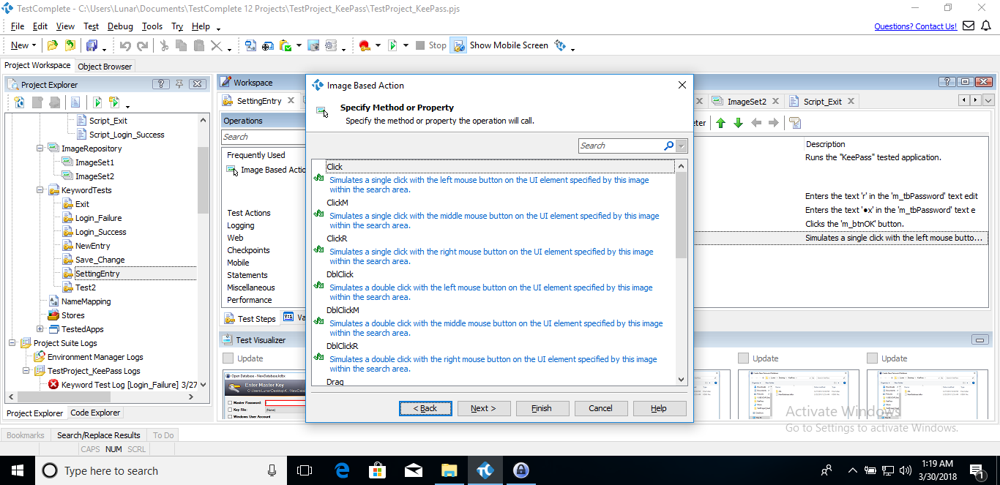 TestComplete - C:\Users\Lunar\Documents\TestComplete 12 Projects\TestProject_KeePass\TestProject_KeePass.pjs
File Edit View Test Debug Tools Try Help
Questions? Contact Us!
New Stop Show Mobile Screen
Project Workspace Object Browser
Project Explorer
Script_Exit
Script_Login_Success
ImageRepository
ImageSet1
ImageSet2
KeywordTests
Exit
Login_Failure
Login_Success
NewEntry
Save_Change
SettingEntry
Test2
NameMapping
Stores
TestedApps
Project Suite Logs
Environment Manager Logs
TestProject_KeePass Logs
Keyword Test Log [Login_Failure] 3/27
Project Explorer Code Explorer
Workspace
SettingEntry
ImageSet2 Script_Exit
Operations
Search
Frequently Used
Image Based Actio
Test Actions
Logging
Web
Checkpoints
Mobile
Statements
Miscellaneous
Performance
Test Steps Va
Test Visualizer
Update
Open Database - NewDatabase.kdbx
Enter Master Key
Master Password:
Key File: (None)
Windows User Account
Image Based Action
Specify Method or Property
Specify the method or property the operation will call.
Search
Click
Simulates a single click with the left mouse button on the UI element specified by this image
within the search area.
ClickM
Simulates a single click with the middle mouse button on the UI element specified by this image
within the search area.
ClickR
Simulates a single click with the right mouse button on the UI element specified by this image
within the search area.
DblClick
Simulates a double click with the left mouse button on the UI element specified by this image
within the search area.
DblClickM
Simulates a double click with the middle mouse button on the UI element specified by this image
within the search area.
DblClickR
Simulates a double click with the right mouse button on the UI element specified by this image
within the search area.
Drag
< Back Next > Finish Cancel Help
eter
Description
Runs the "KeePass" tested application.
Enters the text 'r' in the 'm_tbPassword' text edit
Enters the text '●x' in the 'm_tbPassword' text e
Clicks the 'm_btnOK' button.
Simulates a single click with the left mouse butto...
Update Update
Activate Windows
Go to Settings to activate Windows.
Bookmarks Search/Replace Results To Do
CAPS NUM SCRL
Type here to search
1:19 AM
3/30/2018
1